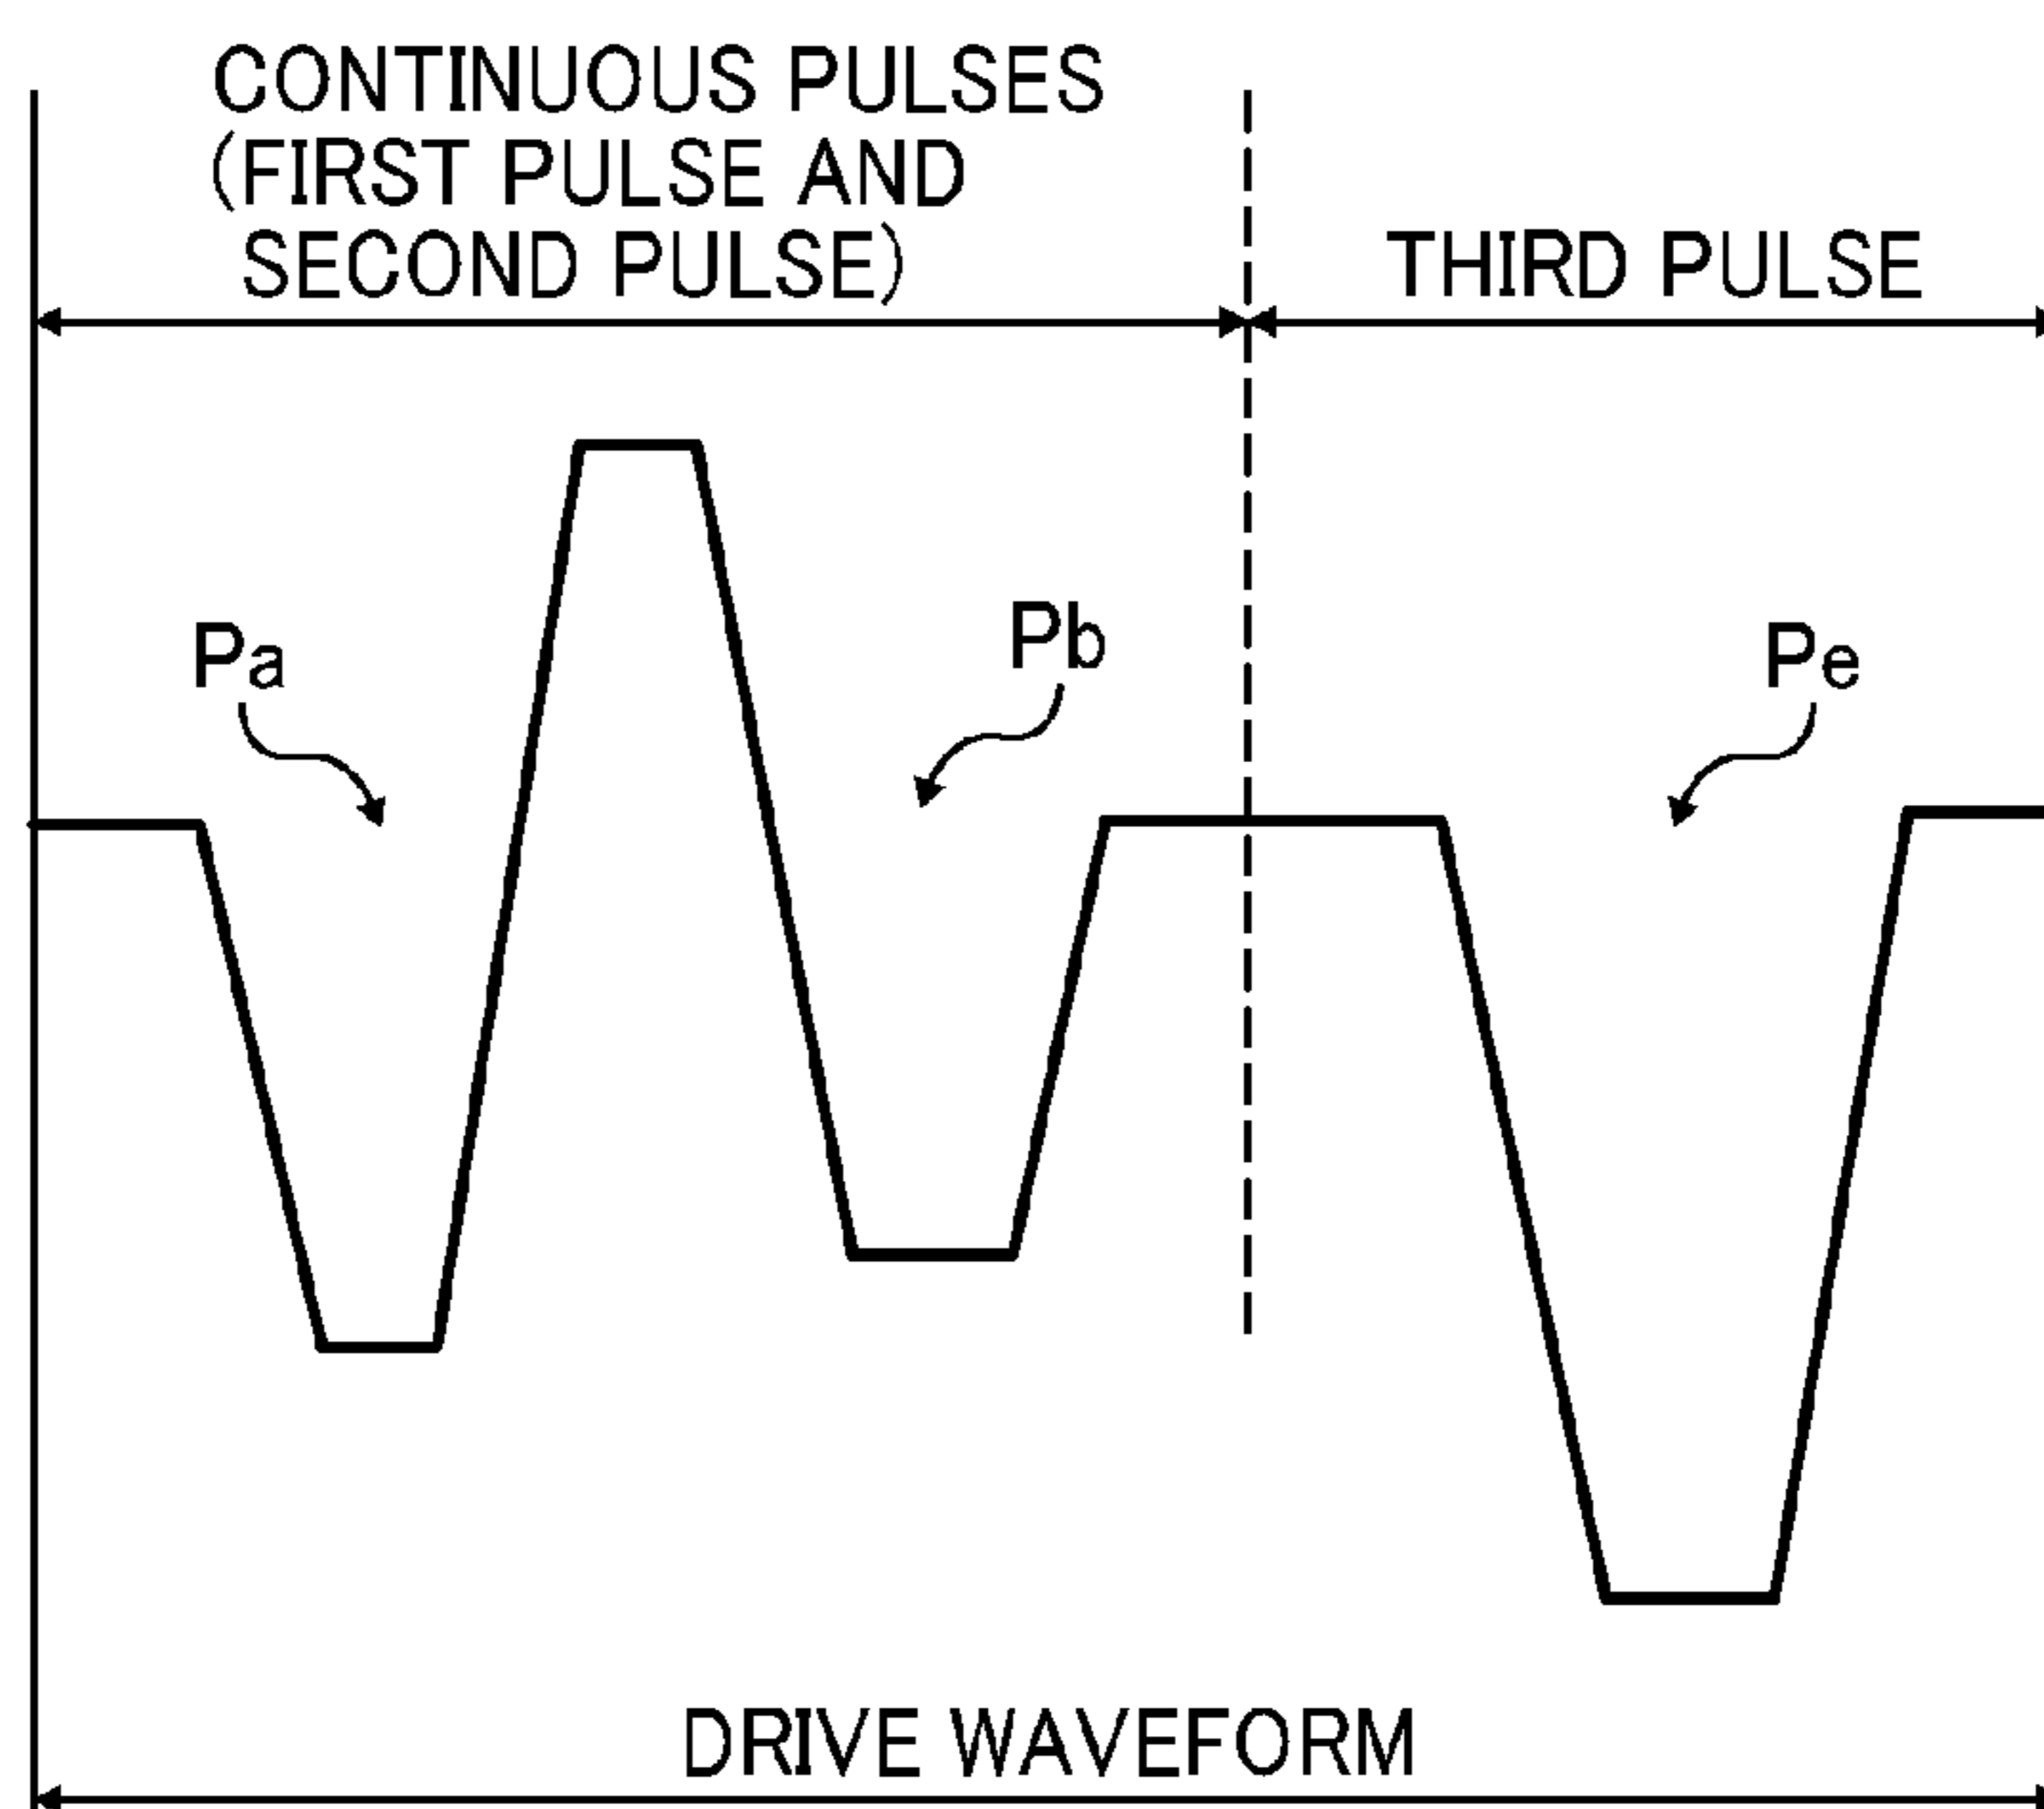 CONTINUOUS PULSES
(FIRST PULSE AND
SECOND PULSE)
THIRD PULSE
Pa
Pb
Pe
DRIVE WAVEFORM